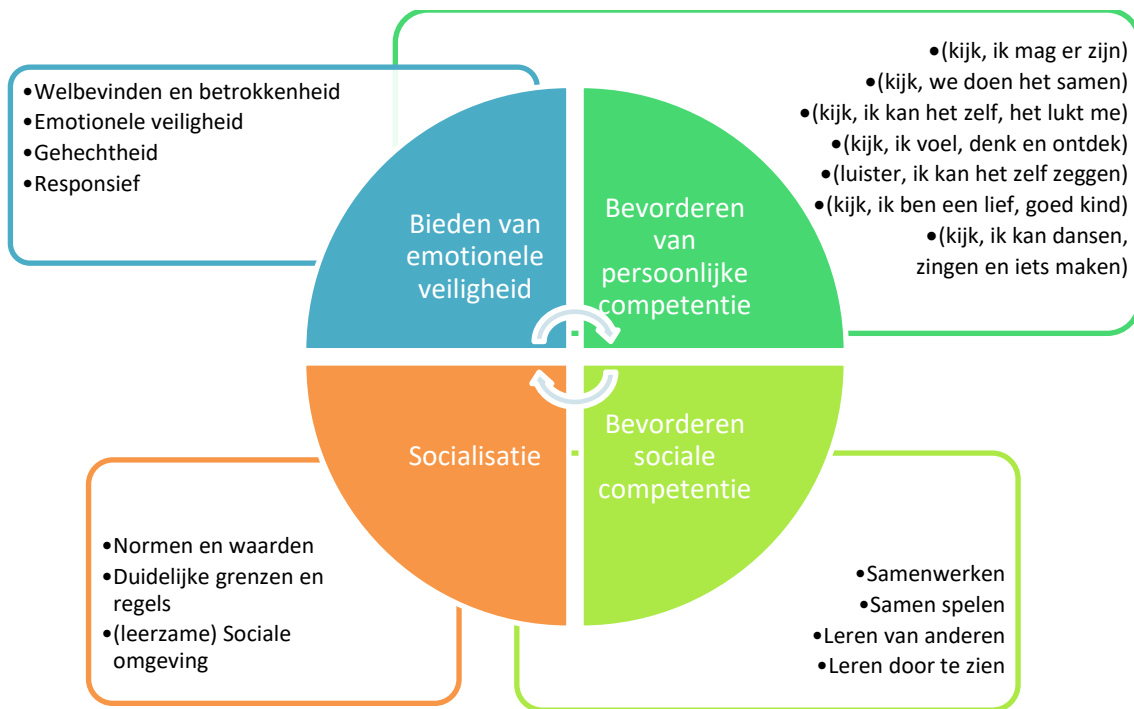 •Welbevinden en betrokkenheid
•Emotionele veiligheid
•Gehechtheid
•Responsief
•(kijk, ik mag er zijn)
•(kijk, we doen het samen)
•(kijk, ik kan het zelf, het lukt me)
•(kijk, ik voel, denk en ontdek)
•(luister, ik kan het zelf zeggen)
•(kijk, ik ben een lief, goed kind)
•(kijk, ik kan dansen,
zingen en iets maken)
Bieden van
emotionele
veiligheid
Bevorderen
van
persoonlijke
competentie
Socialisatie
Bevorderen
sociale
competentie
•Normen en waarden
•Duidelijke grenzen en
regels
•(leerzame) Sociale
omgeving
•Samenwerken
•Samen spelen
•Leren van anderen
•Leren door te zien